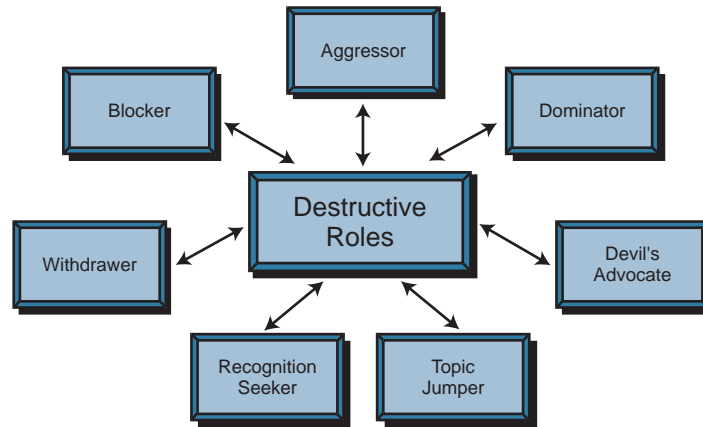 Aggressor
Blocker
Dominator
Destructive
Roles
Withdrawer
Devil's
Advocate
Recognition
Seeker
Topic
Jumper